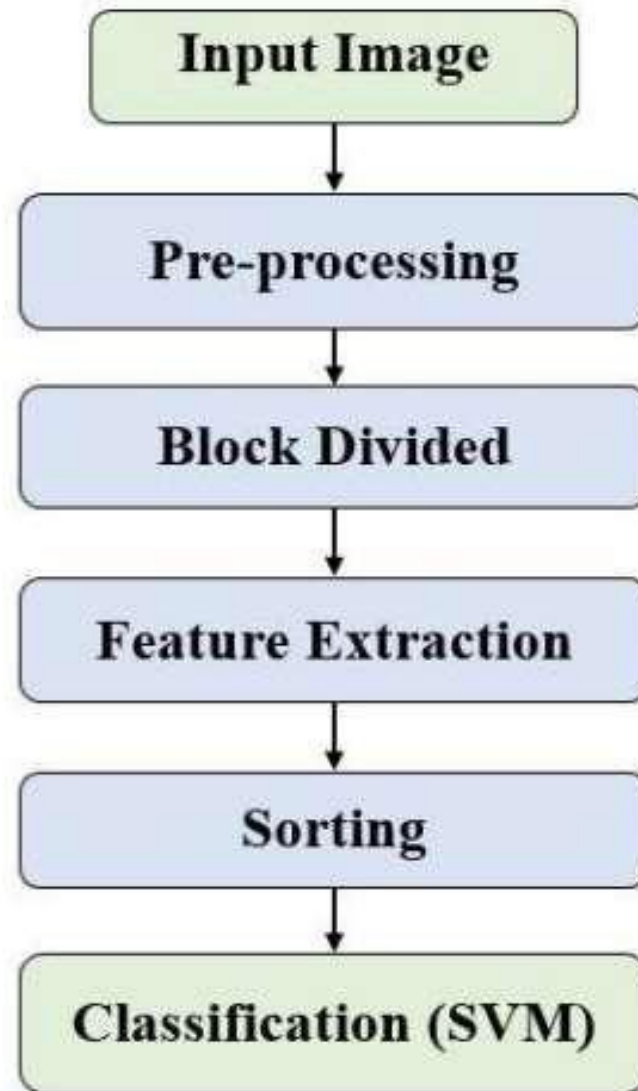 Input Image
Pre-processing
Block Divided
Feature Extraction
Sorting
Classification (SVM)